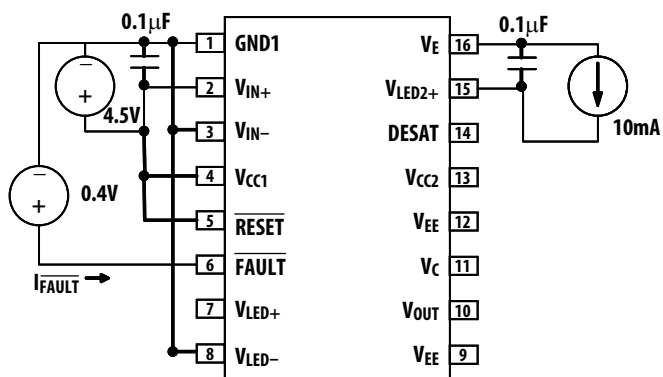 0.1µF
0.1µF
1 GND1
VE 16
2 VIN+
VLED2+ 15
4.5V
10mA
3 VIN–
DESAT 14
0.4V
4 VCC1
VCC2 13
5 RESET
VEE 12
6 FAULT
VC 11
IFAULT
7 VLED+
VOUT 10
8 VLED–
VEE 9